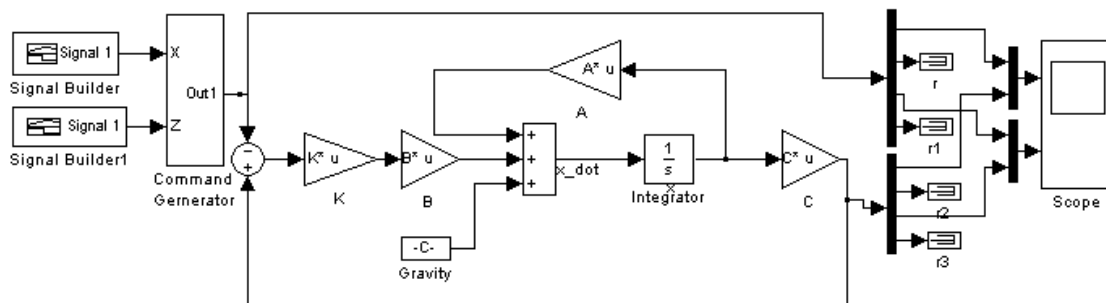 Signal 1
Signal Builder
Signal 1
Signal Builder1
X
Z
Out1
Command
Gernerator
−
+
K* u
K
B* u
B
A* u
A
+
+
+
x_dot
-C-
Gravity
1
s
x
Integrator
C* u
C
r
r1
r2
r3
Scope